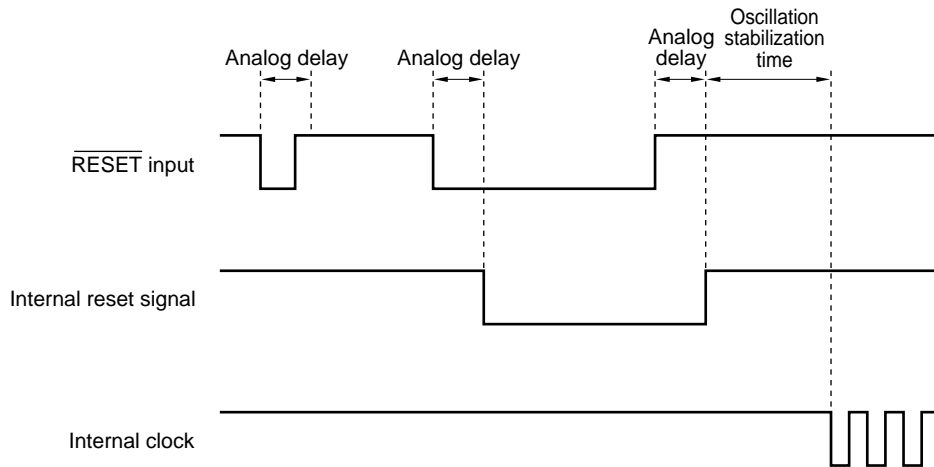 Oscillation
stabilization
time
Analog delay
Analog delay
Analog
delay
RESET input
Internal reset signal
Internal clock